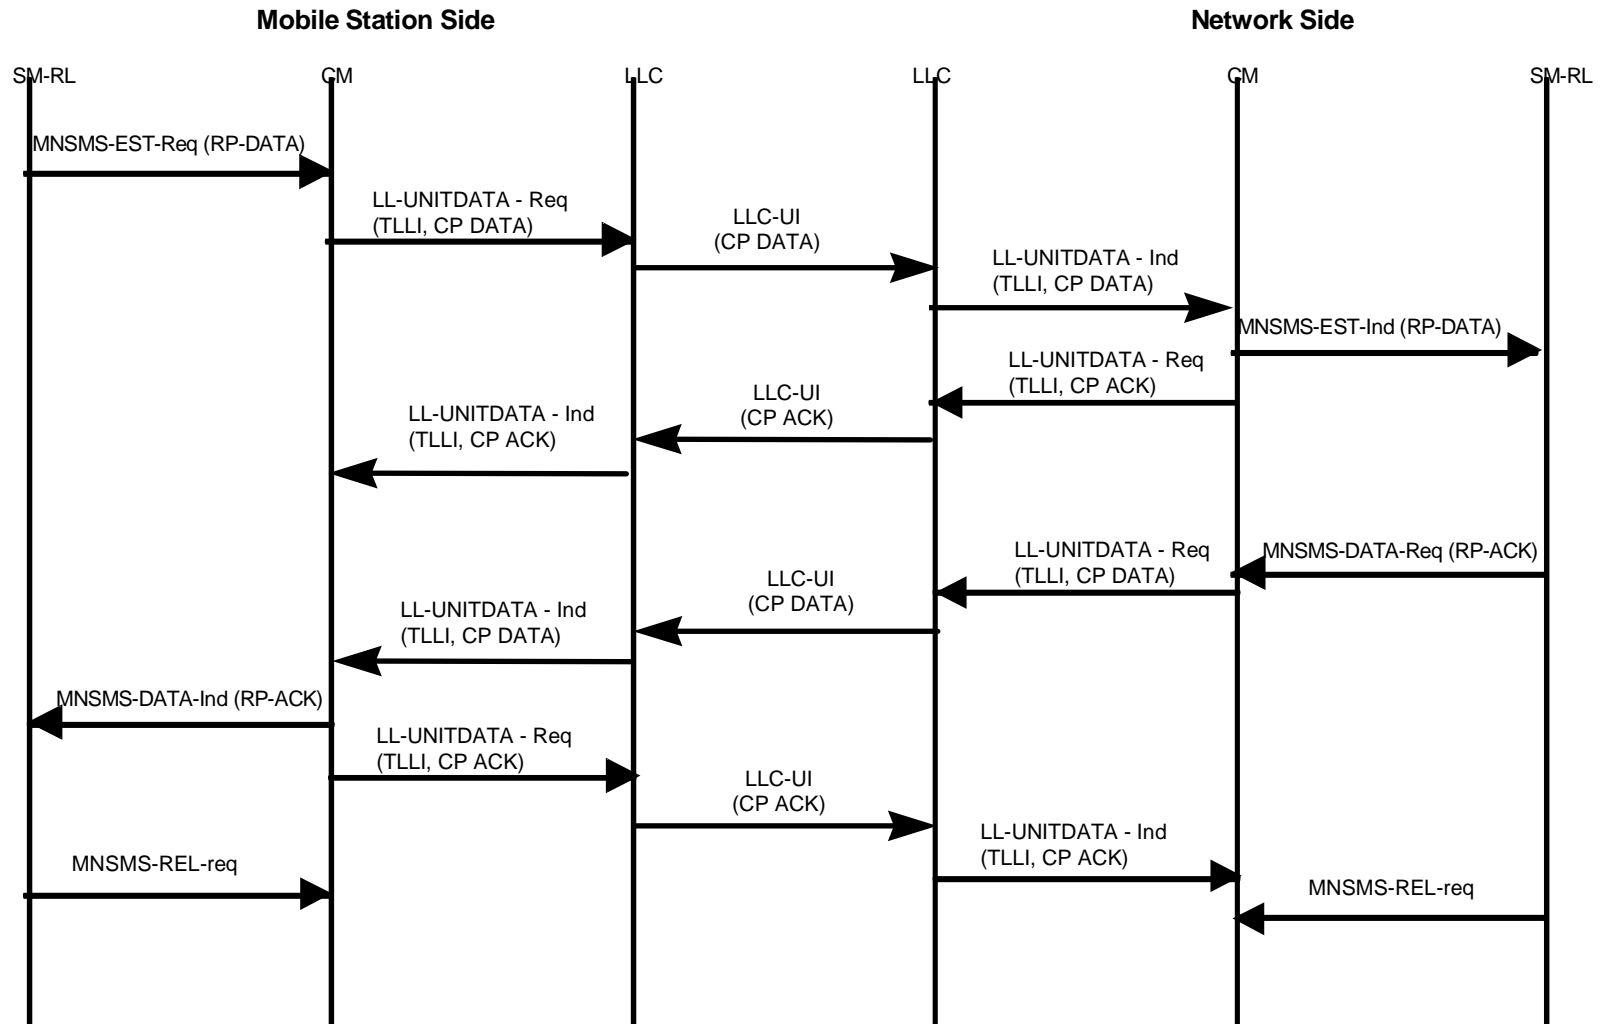 Mobile Station Side
Network Side
SM-RL
CM
LLC
LLC
CM
SM-RL
MNSMS-EST-Req (RP-DATA)
LL-UNITDATA - Req
(TLLI, CP DATA)
LLC-UI
(CP DATA)
LL-UNITDATA - Ind
(TLLI, CP DATA)
MNSMS-EST-Ind (RP-DATA)
LL-UNITDATA - Req
(TLLI, CP ACK)
LLC-UI
(CP ACK)
LL-UNITDATA - Ind
(TLLI, CP ACK)
MNSMS-DATA-Req (RP-ACK)
LL-UNITDATA - Req
(TLLI, CP DATA)
LLC-UI
(CP DATA)
LL-UNITDATA - Ind
(TLLI, CP DATA)
MNSMS-DATA-Ind (RP-ACK)
LL-UNITDATA - Req
(TLLI, CP ACK)
LLC-UI
(CP ACK)
LL-UNITDATA - Ind
(TLLI, CP ACK)
MNSMS-REL-req
MNSMS-REL-req